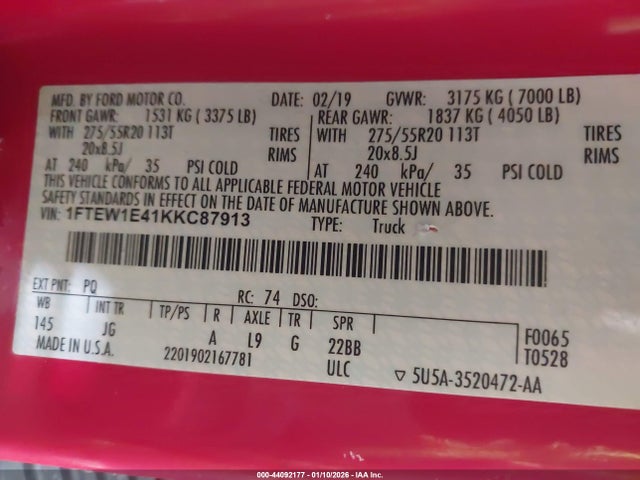 MFD. BY FORD MOTOR CO. DATE: 02/19 GVWR: 3175 KG ( 7000 LB)
FRONT GAWR: 1531 KG ( 3375 LB) REAR GAWR: 1837 KG ( 4050 LB)
WITH 275/55R20 113T TIRES WITH 275/55R20 113T TIRES
20x8.5J RIMS 20x8.5J RIMS
AT 240 kPa/ 35 PSI COLD AT 240 kPa/ 35 PSI COLD
THIS VEHICLE CONFORMS TO ALL APPLICABLE FEDERAL MOTOR VEHICLE
SAFETY STANDARDS IN EFFECT ON THE DATE OF MANUFACTURE SHOWN ABOVE.
VIN: 1FTEW1E41KKC87913 TYPE: Truck
EXT PNT: PQ RC: 74 DSO:
WB INT TR TP/PS R AXLE TR SPR
145 JG A L9 G 22BB F0065
MADE IN U.S.A. 2201902167781 ULC T0528
▽ 5U5A-3520472-AA
000-44092177 - 01/10/2026 - IAA Inc.